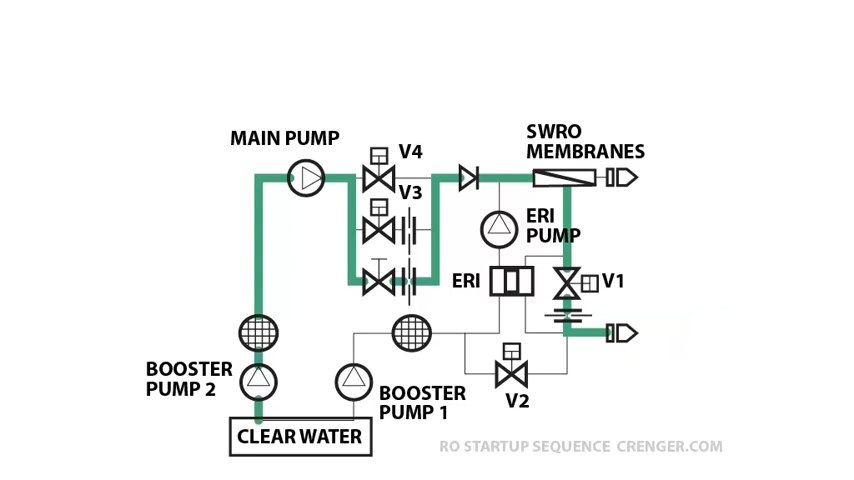 MAIN PUMP
V4
SWRO
MEMBRANES
V3
ERI
PUMP
ERI
V1
BOOSTER
PUMP 2
BOOSTER
PUMP 1
V2
CLEAR WATER
RO STARTUP SEQUENCE CRENGER.COM